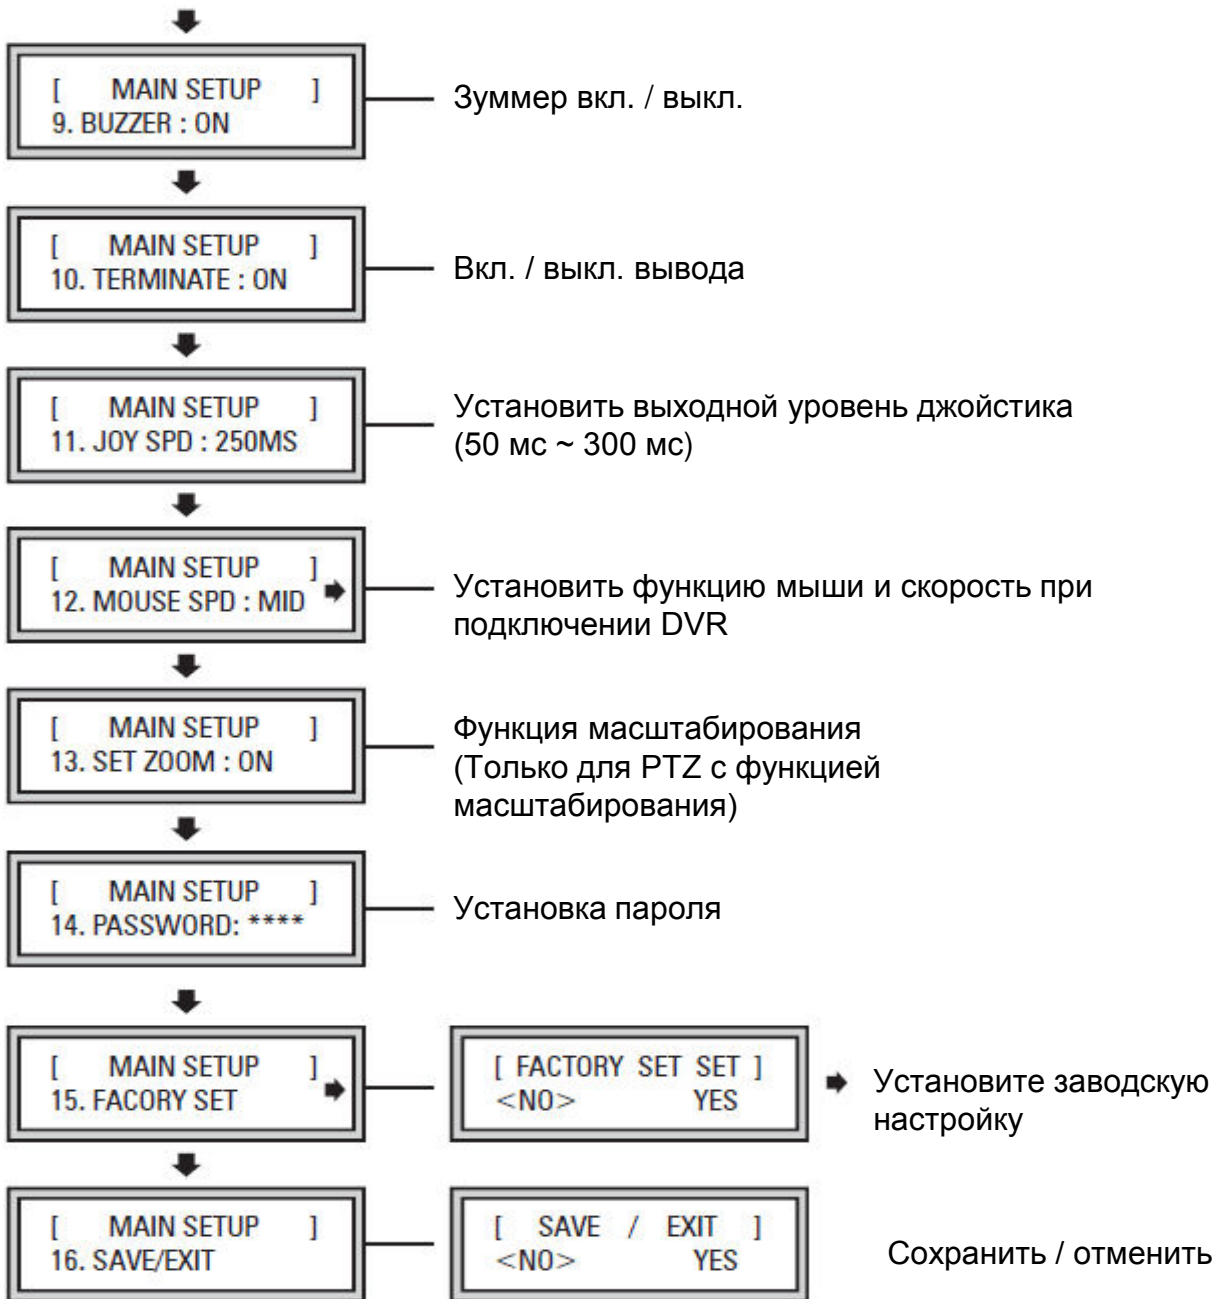 [ MAIN SETUP ]
9. BUZZER : ON
Зуммер вкл. / выкл.
[ MAIN SETUP ]
10. TERMINATE : ON
Вкл. / выкл. вывода
[ MAIN SETUP ]
11. JOY SPD : 250MS
Установить выходной уровень джойстика
(50 мс ~ 300 мс)
[ MAIN SETUP ]
12. MOUSE SPD : MID
Установить функцию мыши и скорость при
подключении DVR
[ MAIN SETUP ]
13. SET ZOOM : ON
Функция масштабирования
(Только для PTZ с функцией
масштабирования)
[ MAIN SETUP ]
14. PASSWORD: ****
Установка пароля
[ MAIN SETUP ]
15. FACORY SET
[ FACTORY SET SET ]
<NO> YES
Установите заводскую
настройку
[ MAIN SETUP ]
16. SAVE/EXIT
[ SAVE / EXIT ]
<NO> YES
Сохранить / отменить